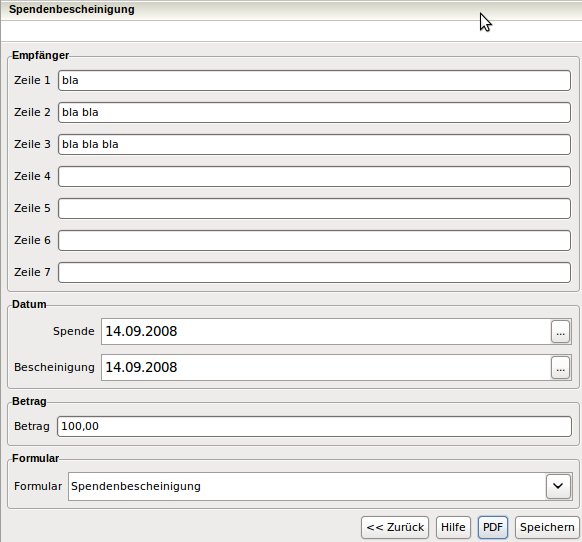 Spendenbescheinigung
Empfänger
Zeile 1 bla
Zeile 2 bla bla
Zeile 3 bla bla bla
Zeile 4
Zeile 5
Zeile 6
Zeile 7
Datum
Spende 14.09.2008 ...
Bescheinigung 14.09.2008 ...
Betrag
Betrag 100,00
Formular
Formular Spendenbescheinigung
<< Zurück Hilfe PDF Speichern